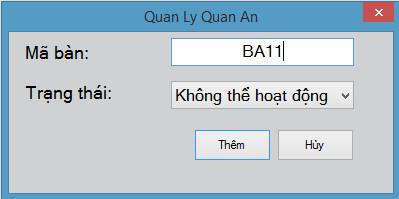 Quan Ly Quan An
Mã bàn: BA11
Trạng thái: Không thể hoạt động
Thêm Hủy